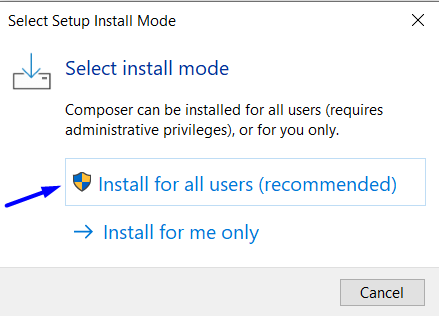 Select Setup Install Mode
Select install mode
Composer can be installed for all users (requires
administrative privileges), or for you only.
Install for all users (recommended)
Install for me only
Cancel